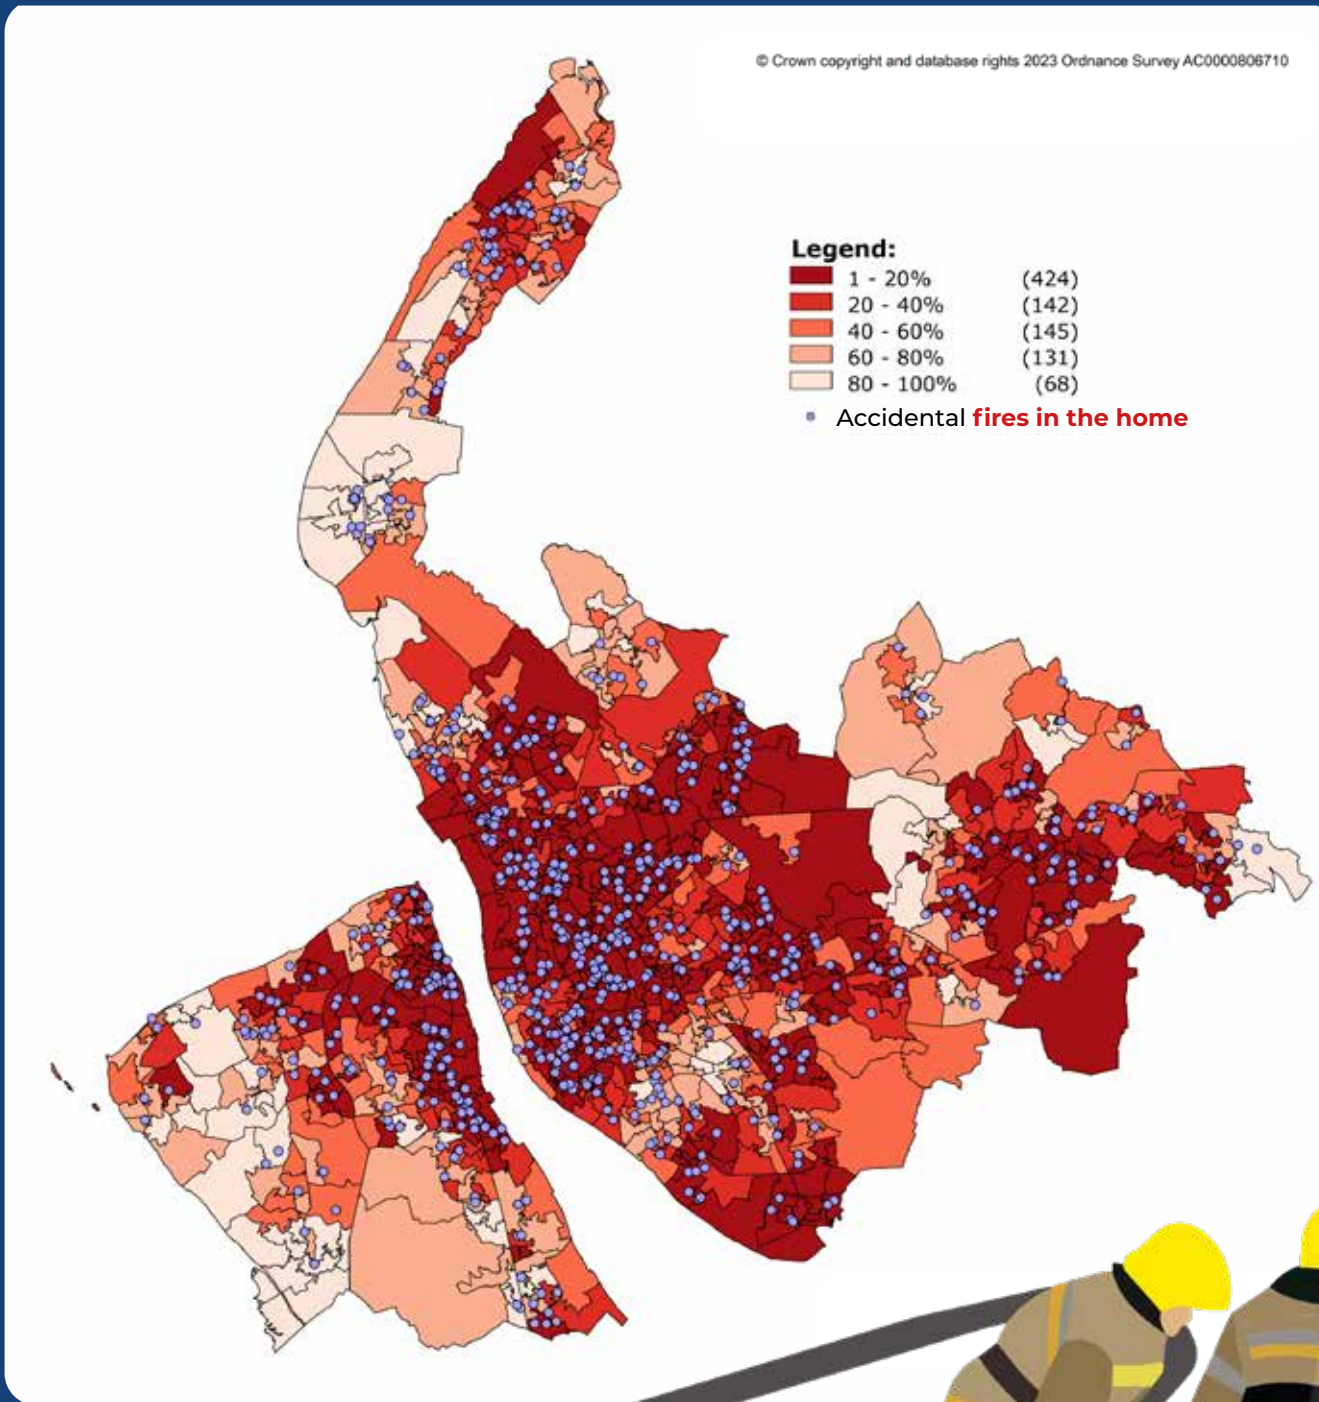 © Crown copyright and database rights 2023 Ordnance Survey AC0000806710
Legend:
1 - 20% (424)
20 - 40% (142)
40 - 60% (145)
60 - 80% (131)
80 - 100% (68)
Accidental fires in the home